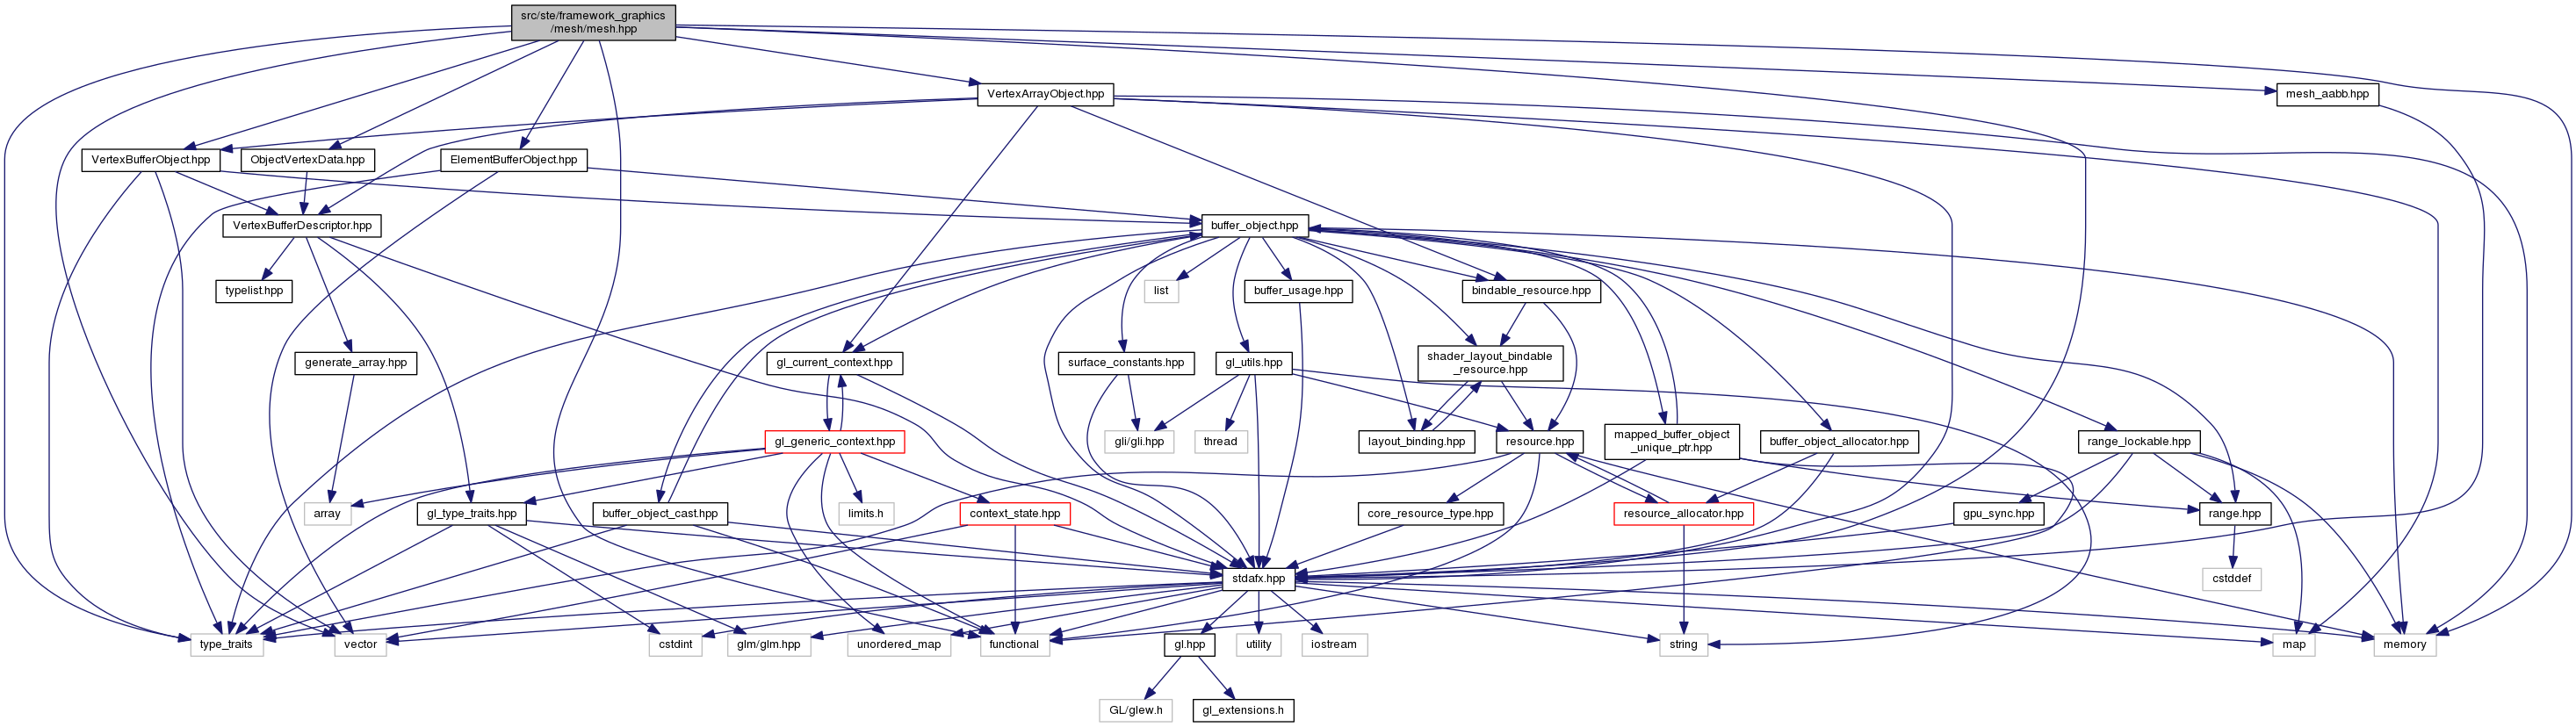 src/ste/framework_graphics
/mesh/mesh.hpp
VertexArrayObject.hpp
mesh_aabb.hpp
VertexBufferObject.hpp
ObjectVertexData.hpp
ElementBufferObject.hpp
VertexBufferDescriptor.hpp
buffer_object.hpp
typelist.hpp
list
buffer_usage.hpp
bindable_resource.hpp
generate_array.hpp
gl_current_context.hpp
surface_constants.hpp
gl_utils.hpp
shader_layout_bindable
_resource.hpp
gl_generic_context.hpp
gli/gli.hpp
thread
layout_binding.hpp
resource.hpp
mapped_buffer_object
_unique_ptr.hpp
buffer_object_allocator.hpp
range_lockable.hpp
array
gl_type_traits.hpp
buffer_object_cast.hpp
limits.h
context_state.hpp
core_resource_type.hpp
resource_allocator.hpp
gpu_sync.hpp
range.hpp
stdafx.hpp
cstddef
type_traits
vector
cstdint
glm/glm.hpp
unordered_map
functional
gl.hpp
utility
iostream
string
map
memory
GL/glew.h
gl_extensions.h